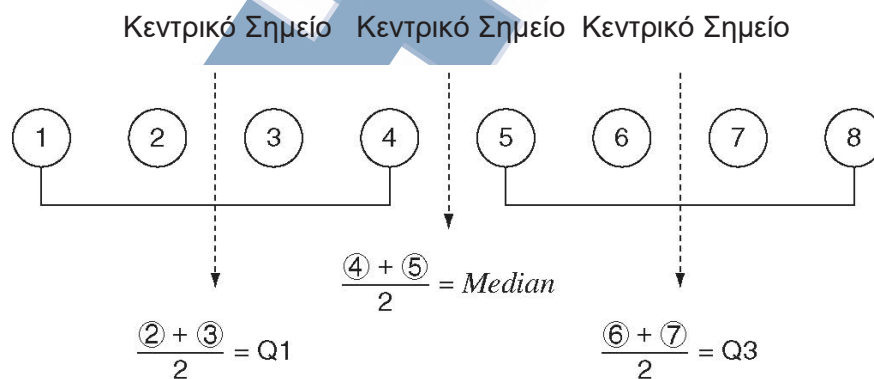 Κεντρικό Σημείο Κεντρικό Σημείο Κεντρικό Σημείο
1 2 3 4 5 6 7 8
(④ + ⑤)/2 = Median
(② + ③)/2 = Q1 (⑥ + ⑦)/2 = Q3